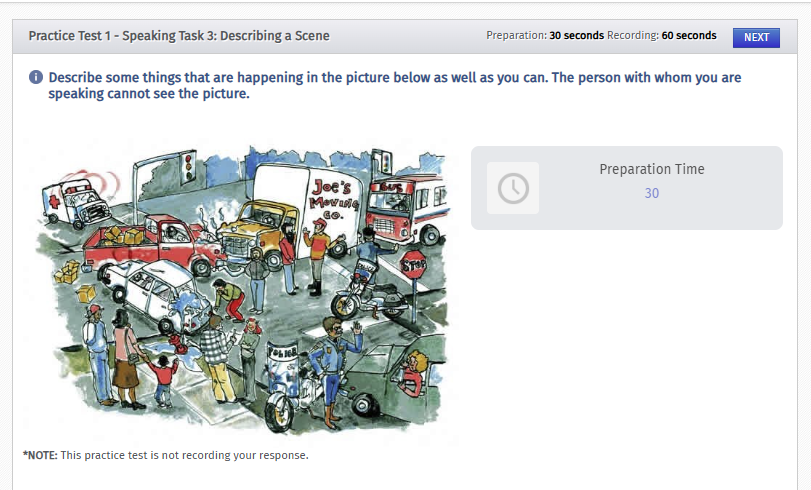 Practice Test 1 - Speaking Task 3: Describing a Scene
Preparation: 30 seconds Recording: 60 seconds
NEXT
Describe some things that are happening in the picture below as well as you can. The person with whom you are
speaking cannot see the picture.
Preparation Time
30
Joe's
Moving
Co.
BUS
STOP
POLICE
*NOTE: This practice test is not recording your response.